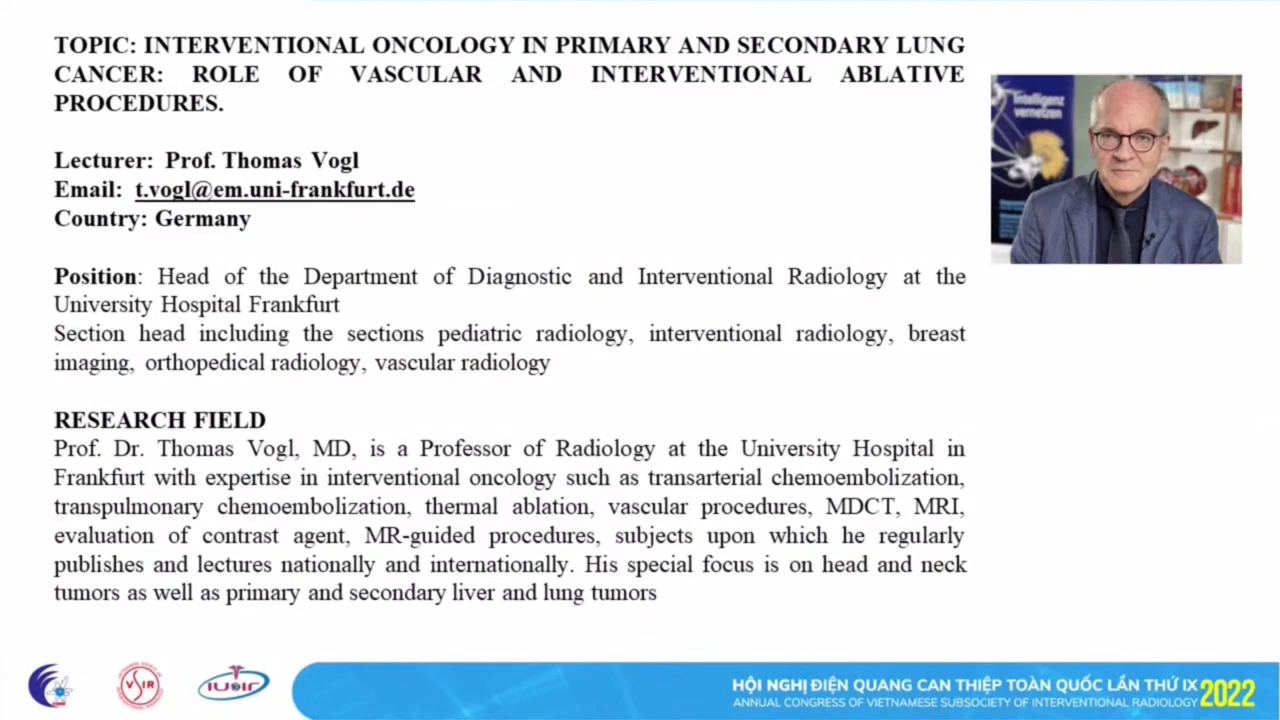 TOPIC: INTERVENTIONAL ONCOLOGY IN PRIMARY AND SECONDARY LUNG
CANCER: ROLE OF VASCULAR AND INTERVENTIONAL ABLATIVE
PROCEDURES.
Lecturer: Prof. Thomas Vogl
Email: t.vogl@em.uni-frankfurt.de
Country: Germany
Intelligenz
vernetzen
Position: Head of the Department of Diagnostic and Interventional Radiology at the
University Hospital Frankfurt
Section head including the sections pediatric radiology, interventional radiology, breast
imaging, orthopedical radiology, vascular radiology
RESEARCH FIELD
Prof. Dr. Thomas Vogl, MD, is a Professor of Radiology at the University Hospital in
Frankfurt with expertise in interventional oncology such as transarterial chemoembolization,
transpulmonary chemoembolization, thermal ablation, vascular procedures, MDCT, MRI,
evaluation of contrast agent, MR-guided procedures, subjects upon which he regularly
publishes and lectures nationally and internationally. His special focus is on head and neck
tumors as well as primary and secondary liver and lung tumors
VSIR
HỘI NGHỊ ĐIỆN QUANG CAN THIỆP TOÀN QUỐC LẦN THỨ IX 2022
ANNUAL CONGRESS OF VIETNAMESE SUBSOCIETY OF INTERVENTIONAL RADIOLOGY